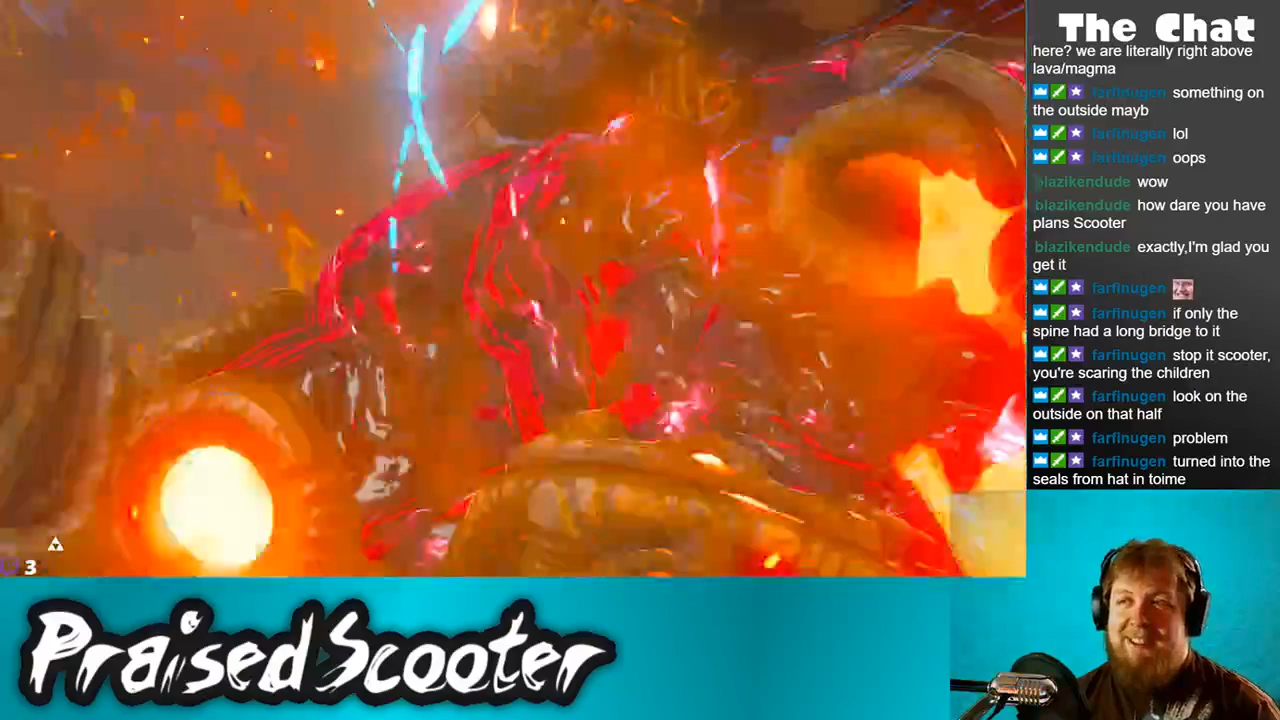 The Chat
here? we are literally right above
lava/magma
farfinugen something on
the outside mayb
farfinugen lol
farfinugen oops
blazikendude wow
blazikendude how dare you have
plans Scooter
blazikendude exactly,I'm glad you
get it
farfinugen
farfinugen if only the
spine had a long bridge to it
farfinugen stop it scooter,
you're scaring the children
farfinugen look on the
outside on that half
farfinugen problem
farfinugen turned into the
seals from hat in toime
3
PraisedScooter